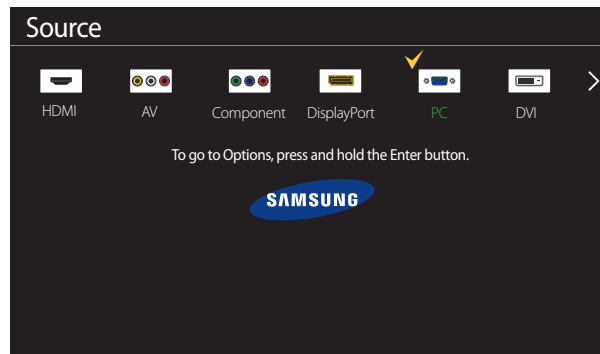 Source
HDMI AV Component DisplayPort PC DVI
To go to Options, press and hold the Enter button.
SAMSUNG